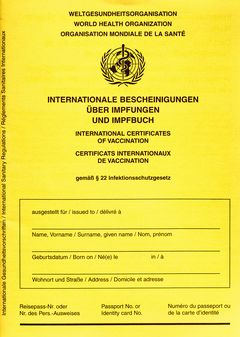 WELTGESUNDHEITSORGANISATION
WORLD HEALTH ORGANIZATION
ORGANISATION MONDIALE DE LA SANTÉ
INTERNATIONALE BESCHEINIGUNGEN
ÜBER IMPFUNGEN
UND IMPFBUCH
INTERNATIONAL CERTIFICATES
OF VACCINATION
CERTIFICATS INTERNATIONAUX
DE VACCINATION
gemäß § 22 Infektionsschutzgesetz
ausgestellt für / issued to / délivré à
Name, Vorname / Surname, given name / Nom, prénom
Geburtsdatum / Born on / Né(e) le in / à
Wohnort und Straße / Address / Domicile et adresse
Reisepass-Nr. oder Passport No. or Numéro du passeport ou
Nr. des Pers.-Ausweises Identity card No. de la carte d'identité
Internationale Gesundheitsvorschriften / International Sanitary Regulations / Règlements Sanitaires Internationaux